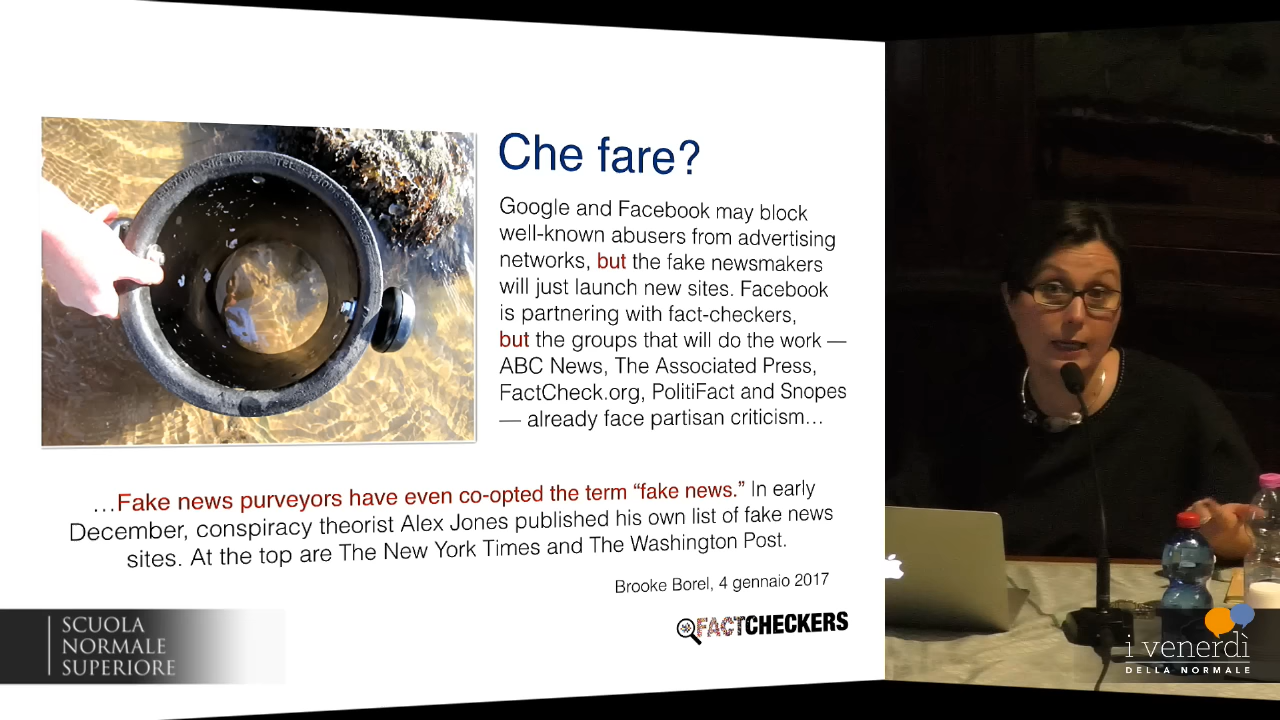 Che fare?
Google and Facebook may block
well-known abusers from advertising
networks, but the fake newsmakers
will just launch new sites. Facebook
is partnering with fact-checkers,
but the groups that will do the work —
ABC News, The Associated Press,
FactCheck.org, PolitiFact and Snopes
— already face partisan criticism…
…Fake news purveyors have even co-opted the term “fake news.” In early
December, conspiracy theorist Alex Jones published his own list of fake news
sites. At the top are The New York Times and The Washington Post.
Brooke Borel, 4 gennaio 2017
FACTCHECKERS
SCUOLA
NORMALE
SUPERIORE
i venerdì
DELLA NORMALE